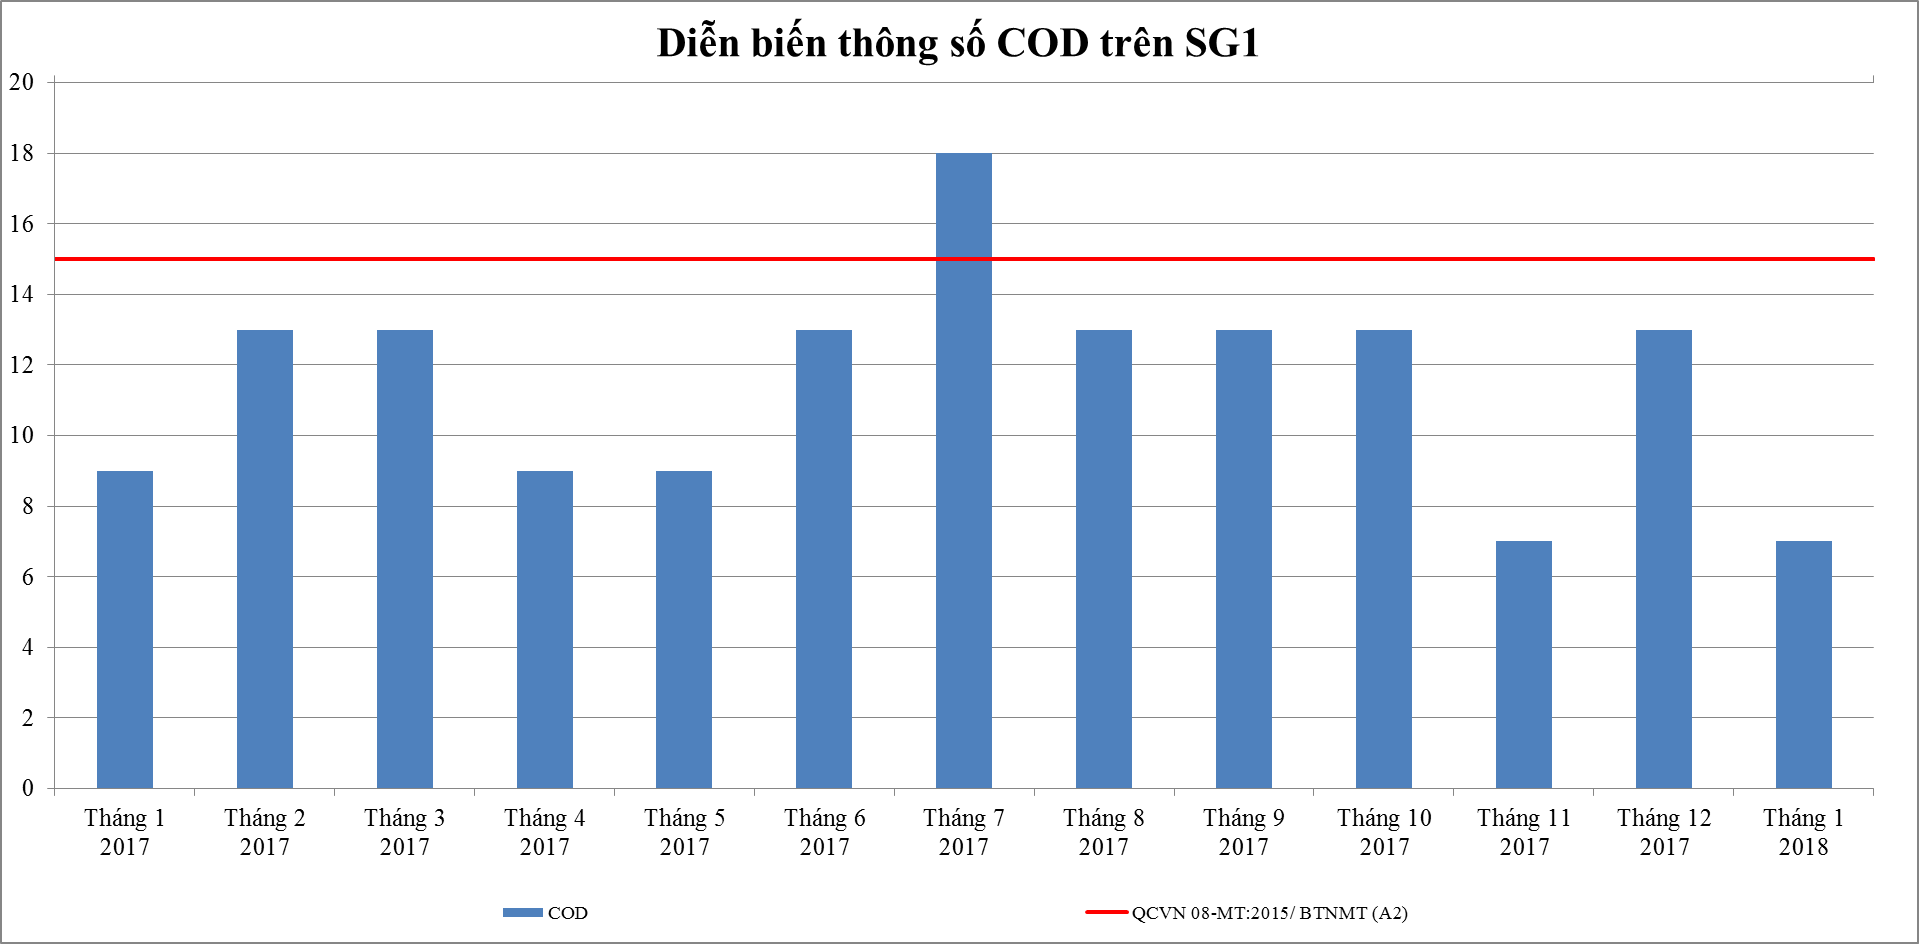 Diễn biến thông số COD trên SG1
20
18
16
14
12
10
8
6
4
2
0
Tháng 1
2017
Tháng 2
2017
Tháng 3
2017
Tháng 4
2017
Tháng 5
2017
Tháng 6
2017
Tháng 7
2017
Tháng 8
2017
Tháng 9
2017
Tháng 10
2017
Tháng 11
2017
Tháng 12
2017
Tháng 1
2018
COD
QCVN 08-MT:2015/ BTNMT (A2)